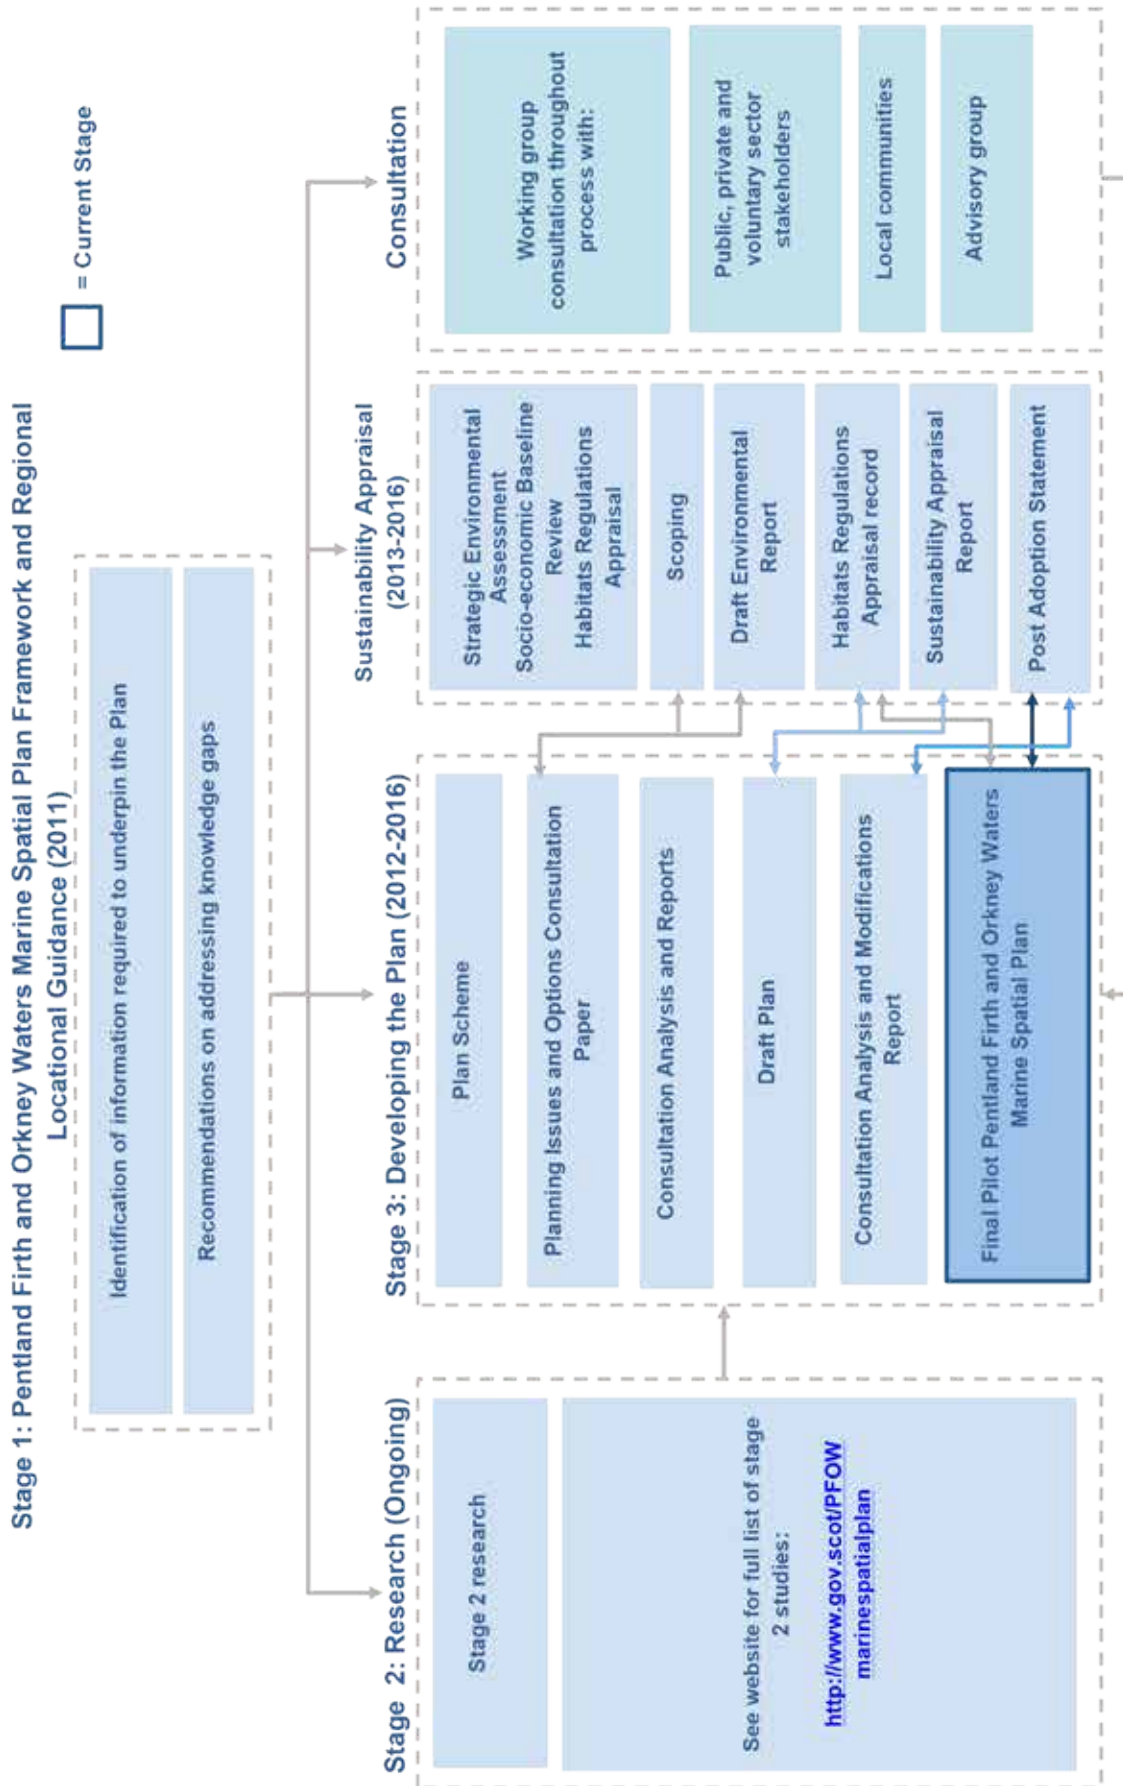 Stage 1: Pentland Firth and Orkney Waters Marine Spatial Plan Framework and Regional
Locational Guidance (2011)
= Current Stage
Identification of information required to underpin the Plan
Recommendations on addressing knowledge gaps
Stage 2: Research (Ongoing)
Stage 2 research
See website for full list of stage
2 studies:
http://www.gov.scot/PFOW
marinespatialplan
Stage 3: Developing the Plan (2012-2016)
Plan Scheme
Planning Issues and Options Consultation
Paper
Consultation Analysis and Reports
Draft Plan
Consultation Analysis and Modifications
Report
Final Pilot Pentland Firth and Orkney Waters
Marine Spatial Plan
Sustainability Appraisal
(2013-2016)
Strategic Environmental
Assessment
Socio-economic Baseline
Review
Habitats Regulations
Appraisal
Scoping
Draft Environmental
Report
Habitats Regulations
Appraisal record
Sustainability Appraisal
Report
Post Adoption Statement
Consultation
Working group
consultation throughout
process with:
Public, private and
voluntary sector
stakeholders
Local communities
Advisory group